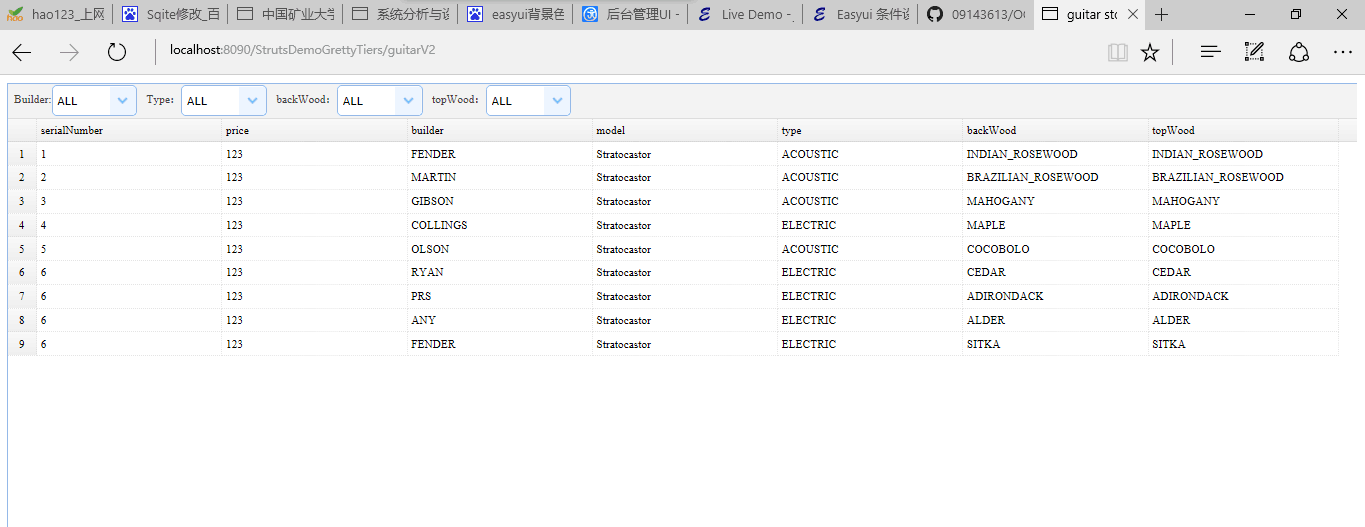 hao123_上网 Sqite修改_百 中国矿业大学 系统分析与设 easyui背景色 后台管理UI - Live Demo - Easyui 条件 09143613/O guitar sto
localhost:8090/StrutsDemoGrettyTiers/guitarV2
Builder: ALL Type: ALL backWood: ALL topWood: ALL
serialNumber price builder model type backWood topWood
1 1 123 FENDER Stratocastor ACOUSTIC INDIAN_ROSEWOOD INDIAN_ROSEWOOD
2 2 123 MARTIN Stratocastor ACOUSTIC BRAZILIAN_ROSEWOOD BRAZILIAN_ROSEWOOD
3 3 123 GIBSON Stratocastor ACOUSTIC MAHOGANY MAHOGANY
4 4 123 COLLINGS Stratocastor ELECTRIC MAPLE MAPLE
5 5 123 OLSON Stratocastor ACOUSTIC COCOBOLO COCOBOLO
6 6 123 RYAN Stratocastor ELECTRIC CEDAR CEDAR
7 6 123 PRS Stratocastor ELECTRIC ADIRONDACK ADIRONDACK
8 6 123 ANY Stratocastor ELECTRIC ALDER ALDER
9 6 123 FENDER Stratocastor ELECTRIC SITKA SITKA